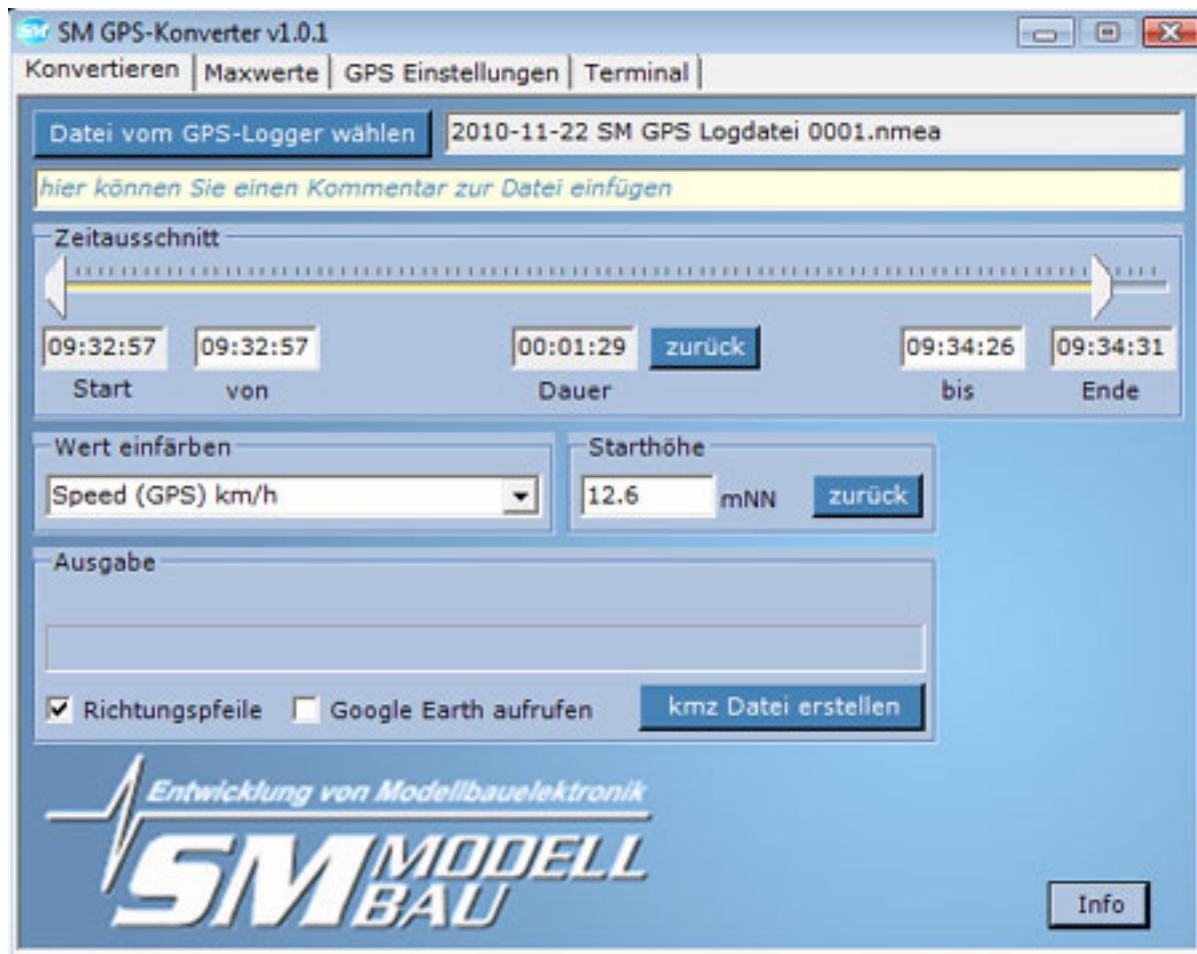 SM GPS-Konverter v1.0.1
Konvertieren Maxwerte GPS Einstellungen Terminal
Datei vom GPS-Logger wählen 2010-11-22 SM GPS Logdatei 0001.nmea
hier können Sie einen Kommentar zur Datei einfügen
Zeitausschnitt
09:32:57 09:32:57 00:01:29 zurück 09:34:26 09:34:31
Start von Dauer bis Ende
Wert einfärben Starthöhe
Speed (GPS) km/h 12.6 mNN zurück
Ausgabe
Richtungspfeile Google Earth aufrufen kmz Datei erstellen
Entwicklung von Modellbauelektronik
SM MODELL
BAU
Info